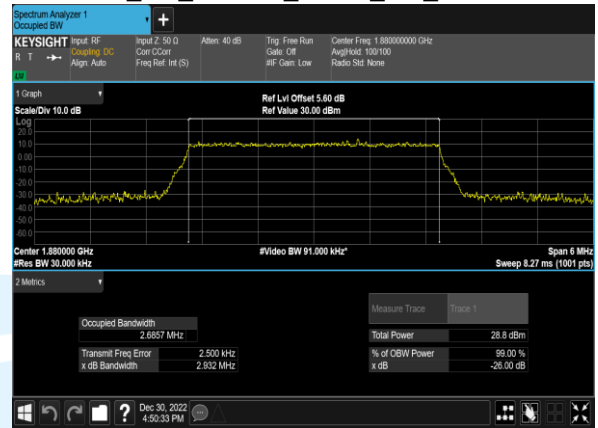 Spectrum Analyzer 1
Occupied BW
KEYSIGHT Input: RF Input Z: 50 Ω Atten: 40 dB Trig: Free Run Center Freq: 1.880000000 GHz
Coupling: DC Corr CCorr Gate: Off Avg|Hold: 100/100
R T Align: Auto Freq Ref: Int (S) #IF Gain: Low Radio Std: None
1 Graph
Ref Lvl Offset 5.60 dB
Scale/Div 10.0 dB Ref Value 30.00 dBm
Log
20.0
10.0
0.00
-10.0
-20.0
-30.0
-40.0
-50.0
-60.0
Center 1.880000 GHz #Video BW 91.000 kHz* Span 6 MHz
#Res BW 30.000 kHz Sweep 8.27 ms (1001 pts)
2 Metrics
Measure Trace Trace 1
Occupied Bandwidth
2.6857 MHz Total Power 28.8 dBm
Transmit Freq Error 2.500 kHz % of OBW Power 99.00 %
x dB Bandwidth 2.932 MHz x dB -26.00 dB
? Dec 30, 2022
4:50:33 PM